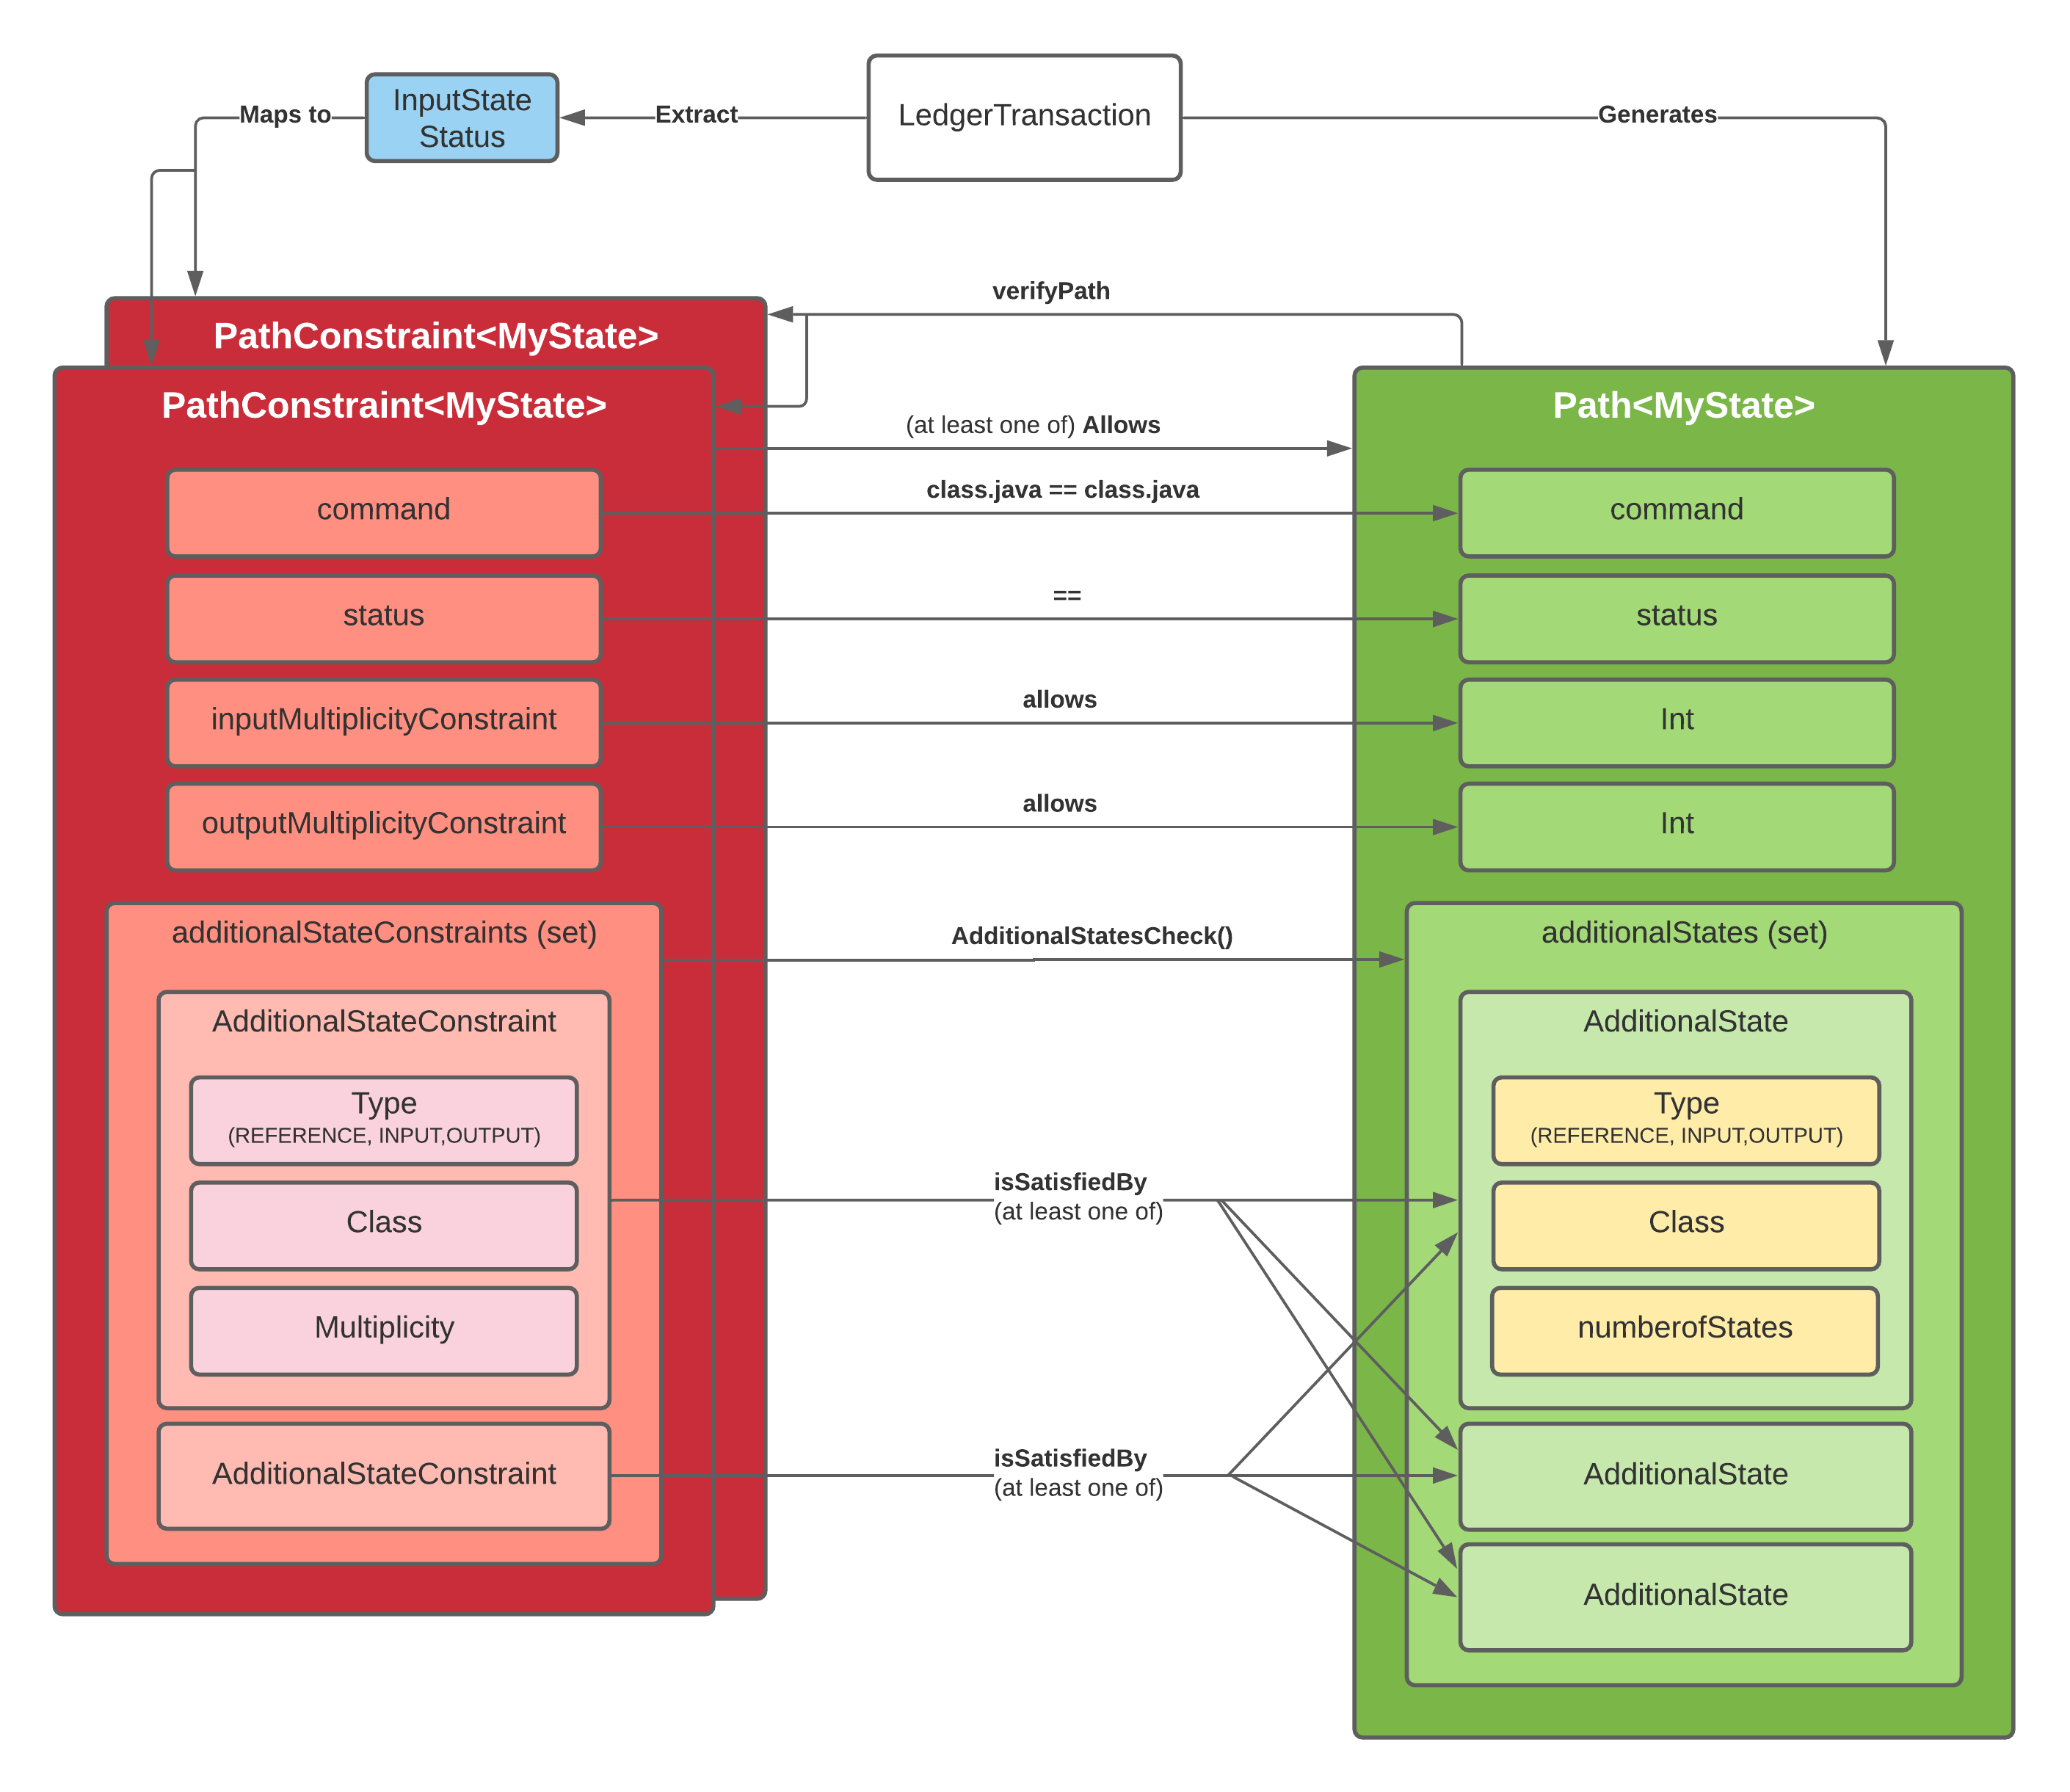 InputState
Status
LedgerTransaction
Maps to
Extract
Generates
verifyPath
PathConstraint<MyState>
PathConstraint<MyState>
Path<MyState>
(at least one of) Allows
command
class.java == class.java
command
status
==
status
inputMultiplicityConstraint
allows
Int
outputMultiplicityConstraint
allows
Int
additionalStateConstraints (set)
AdditionalStatesCheck()
additionalStates (set)
AdditionalStateConstraint
AdditionalState
Type
(REFERENCE, INPUT,OUTPUT)
Type
(REFERENCE, INPUT,OUTPUT)
isSatisfiedBy
(at least one of)
Class
Class
Multiplicity
numberofStates
AdditionalStateConstraint
isSatisfiedBy
(at least one of)
AdditionalState
AdditionalState